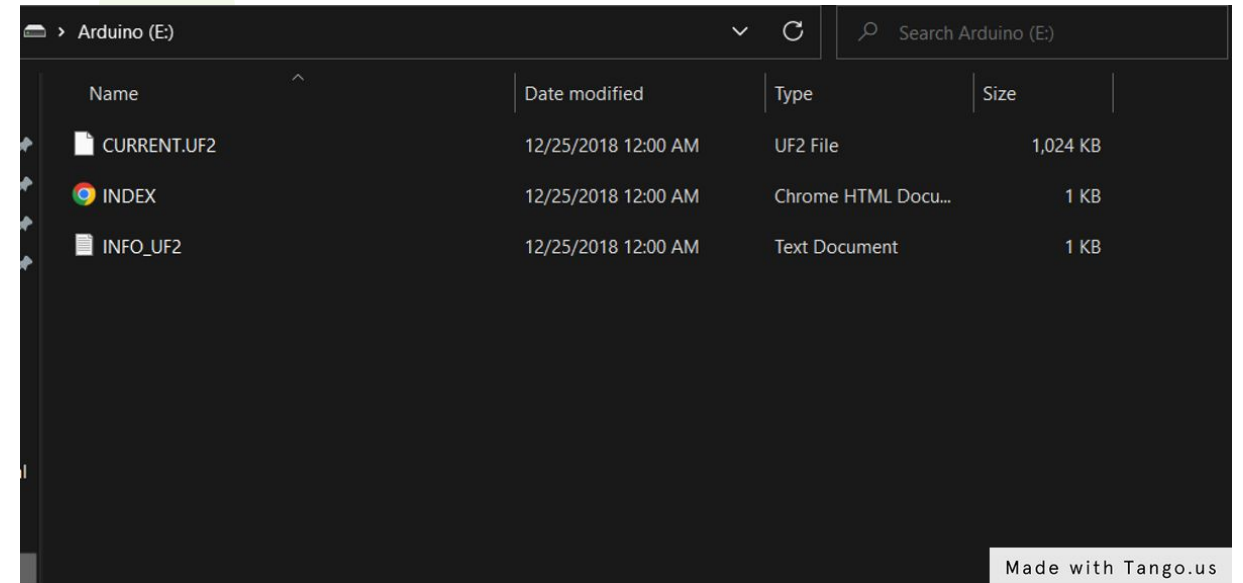 Arduino (E:)
Search Arduino (E:)
Name Date modified Type Size
CURRENT.UF2 12/25/2018 12:00 AM UF2 File 1,024 KB
INDEX 12/25/2018 12:00 AM Chrome HTML Docu... 1 KB
INFO_UF2 12/25/2018 12:00 AM Text Document 1 KB
Made with Tango.us